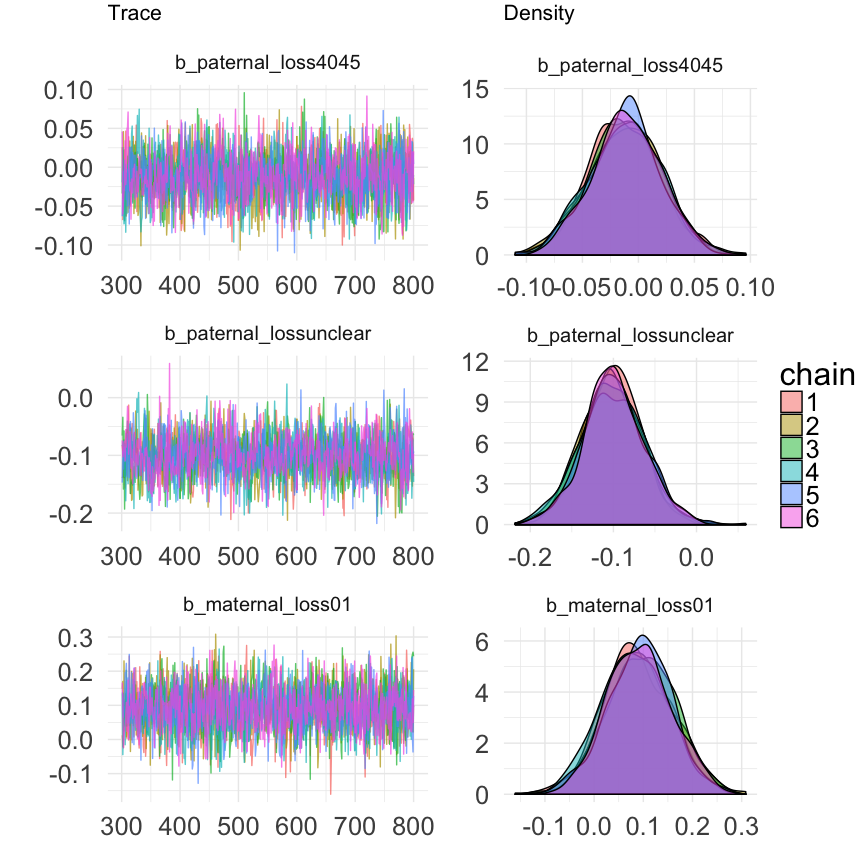 Trace
Density
b_paternal_loss4045
b_paternal_loss4045
0.10
0.05
0.00
-0.05
-0.10
300 400 500 600 700 800
15
10
5
0
-0.10 -0.05 0.00 0.05 0.10
b_paternal_lossunclear
b_paternal_lossunclear
0.0
-0.1
-0.2
300 400 500 600 700 800
12
9
6
3
0
-0.2 -0.1 0.0
chain
1
2
3
4
5
6
b_maternal_loss01
b_maternal_loss01
0.3
0.2
0.1
0.0
-0.1
300 400 500 600 700 800
6
4
2
0
-0.1 0.0 0.1 0.2 0.3